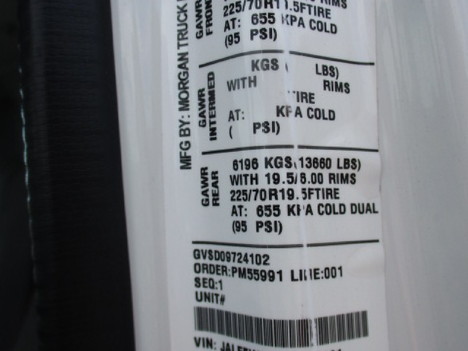 MFG BY: MORGAN TRUCK
GAWR
FRONT
225/70R19.5FTIRE
AT: 655 KPA COLD
(95 PSI)
GAWR
INTERMED
KGS ( LBS)
WITH RIMS
TIRE
AT: KPA COLD
( PSI)
GAWR
REAR
6196 KGS(13660 LBS)
WITH 19.5/6.00 RIMS
225/70R19.5FTIRE
AT: 655 KPA COLD DUAL
(95 PSI)
GVSD09724102
ORDER:PM55991 LINE:001
SEQ:1
UNIT#
VIN: